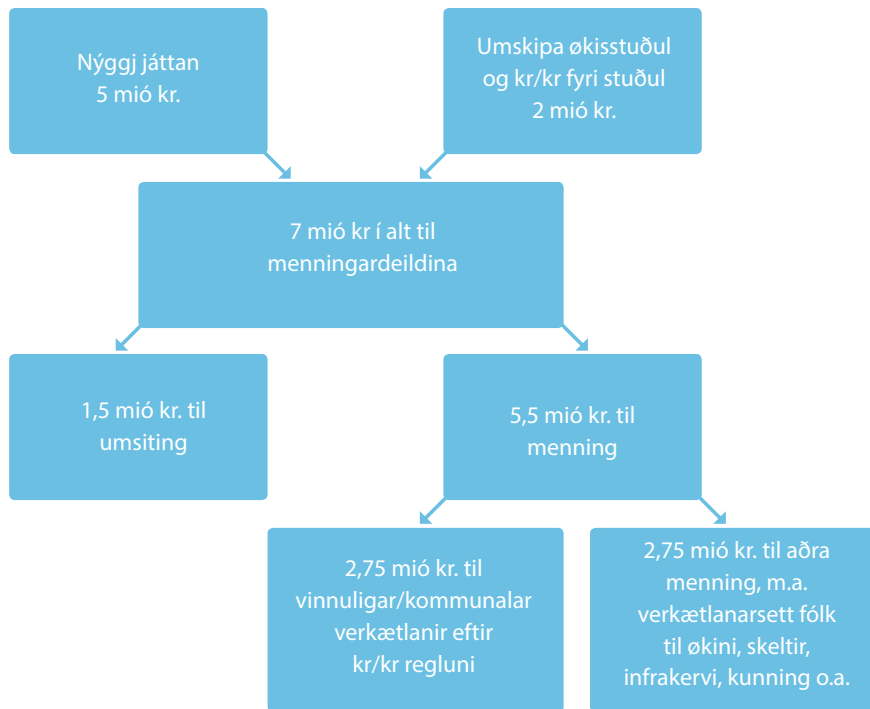 Nýggj játtan
5 mió kr.
Umskipa økisstuðul
og kr/kr fyri stuðul
2 mió kr.
7 mió kr í alt til
menningardeildina
1,5 mió kr. til
umsiting
5,5 mió kr. til
menning
2,75 mió kr. til
vinnuligar/kommunalar
verkætlanir eftir
kr/kr regluni
2,75 mió kr. til aðra
menning, m.a.
verkætlanarsett fólk
til økini, skeltir,
infrakervi, kunning o.a.